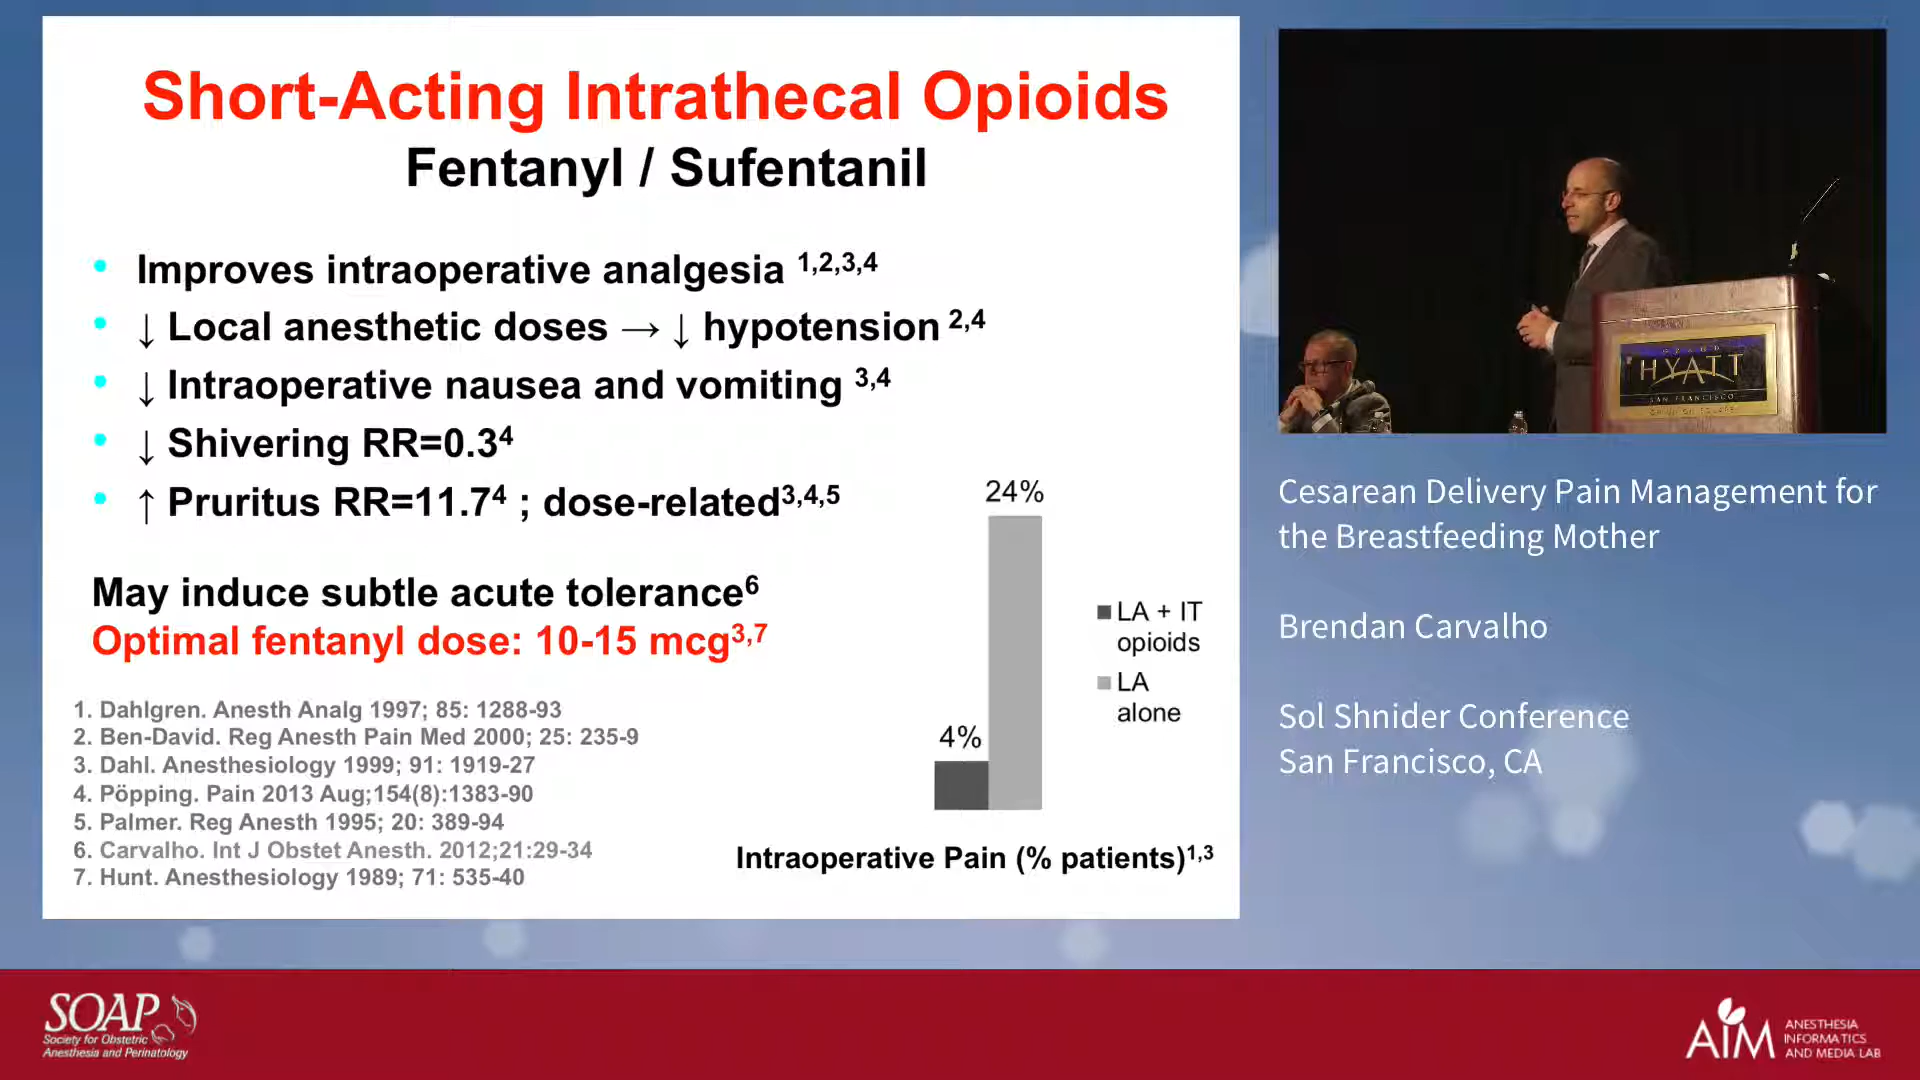 Short-Acting Intrathecal Opioids
Fentanyl / Sufentanil
• Improves intraoperative analgesia 1,2,3,4
• ↓ Local anesthetic doses → ↓ hypotension 2,4
• ↓ Intraoperative nausea and vomiting 3,4
• ↓ Shivering RR=0.3⁴
• ↑ Pruritus RR=11.7⁴ ; dose-related3,4,5
May induce subtle acute tolerance⁶
Optimal fentanyl dose: 10-15 mcg3,7
1. Dahlgren. Anesth Analg 1997; 85: 1288-93
2. Ben-David. Reg Anesth Pain Med 2000; 25: 235-9
3. Dahl. Anesthesiology 1999; 91: 1919-27
4. Pöpping. Pain 2013 Aug;154(8):1383-90
5. Palmer. Reg Anesth 1995; 20: 389-94
6. Carvalho. Int J Obstet Anesth. 2012;21:29-34
7. Hunt. Anesthesiology 1989; 71: 535-40
24%
4%
LA + IT
opioids
LA
alone
Intraoperative Pain (% patients)1,3
GRAND
HYATT
SAN FRANCISCO
Cesarean Delivery Pain Management for
the Breastfeeding Mother
Brendan Carvalho
Sol Shnider Conference
San Francisco, CA
SOAP
Society for Obstetric
Anesthesia and Perinatology
AIM
ANESTHESIA
INFORMATICS
AND MEDIA LAB